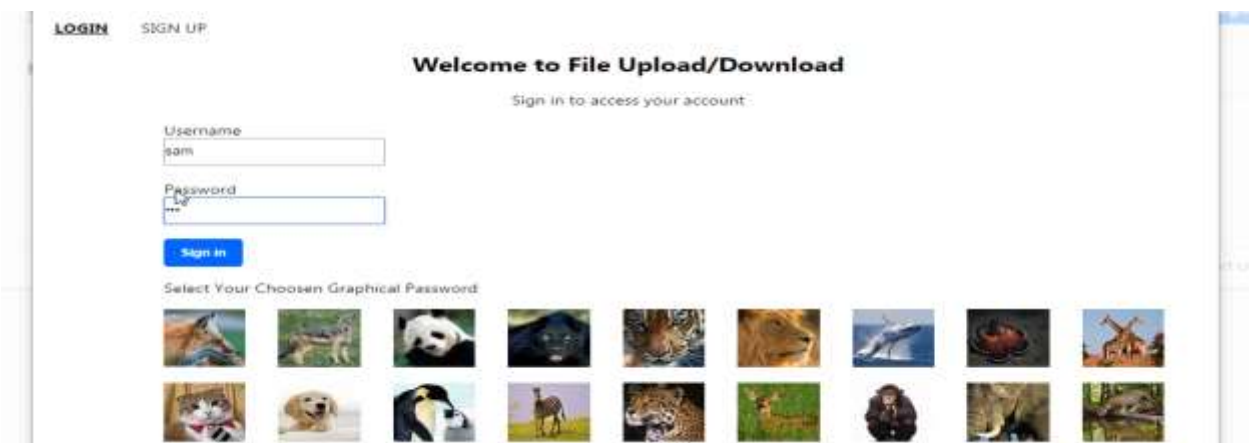 LOGIN SIGN UP
Welcome to File Upload/Download
Sign in to access your account
Username
sam
Password
•••
Sign in
Select Your Choosen Graphical Password